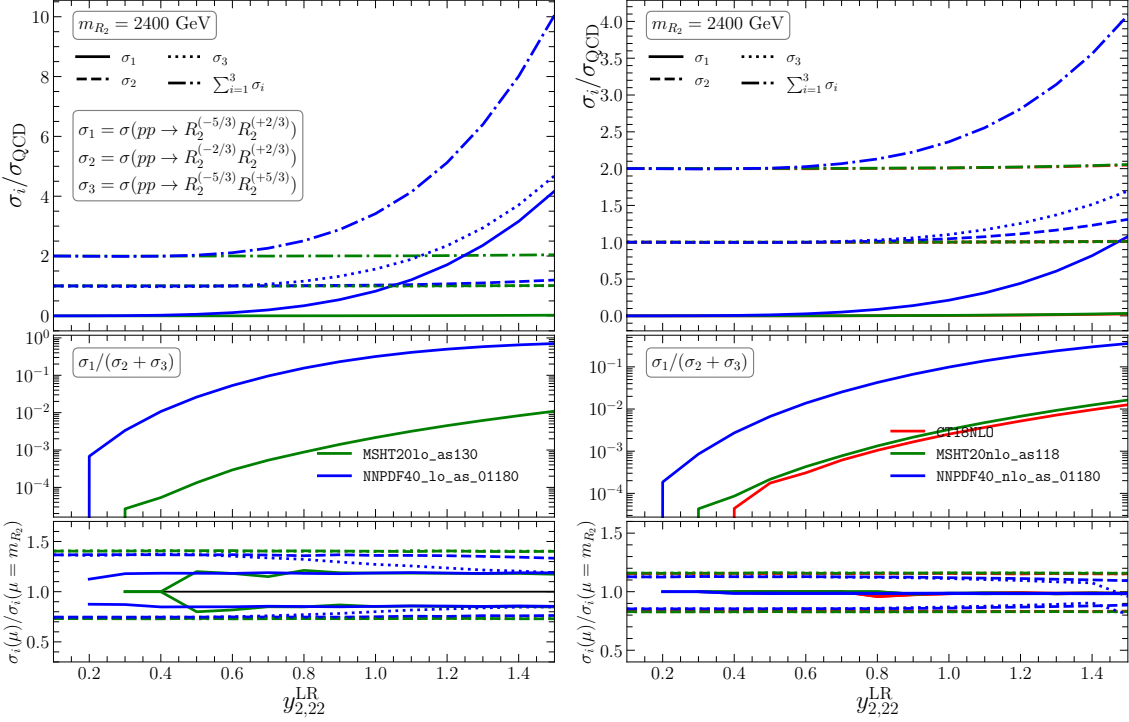 m_{R_2} = 2400 GeV
σ_1
σ_2
σ_3
∑_{i=1}^3 σ_i
σ_1 = σ(pp → R_2^{(-5/3)} R_2^{(+2/3)})
σ_2 = σ(pp → R_2^{(-2/3)} R_2^{(+2/3)})
σ_3 = σ(pp → R_2^{(-5/3)} R_2^{(+5/3)})
σ_i/σ_QCD
10
8
6
4
2
0
σ_1/(σ_2 + σ_3)
MSHT20lo_as130
NNPDF40_lo_as_01180
10^0
10^{-1}
10^{-2}
10^{-3}
10^{-4}
σ_i(μ)/σ_i(μ = m_{R_2})
1.5
1.0
0.5
0.2 0.4 0.6 0.8 1.0 1.2 1.4
y_{2,22}^{LR}
m_{R_2} = 2400 GeV
σ_1
σ_2
σ_3
∑_{i=1}^3 σ_i
σ_i/σ_QCD
4.0
3.5
3.0
2.5
2.0
1.5
1.0
0.5
0.0
σ_1/(σ_2 + σ_3)
CT18NLO
MSHT20nlo_as118
NNPDF40_nlo_as_01180
10^{-1}
10^{-2}
10^{-3}
10^{-4}
σ_i(μ)/σ_i(μ = m_{R_2})
1.5
1.0
0.5
0.2 0.4 0.6 0.8 1.0 1.2 1.4
y_{2,22}^{LR}